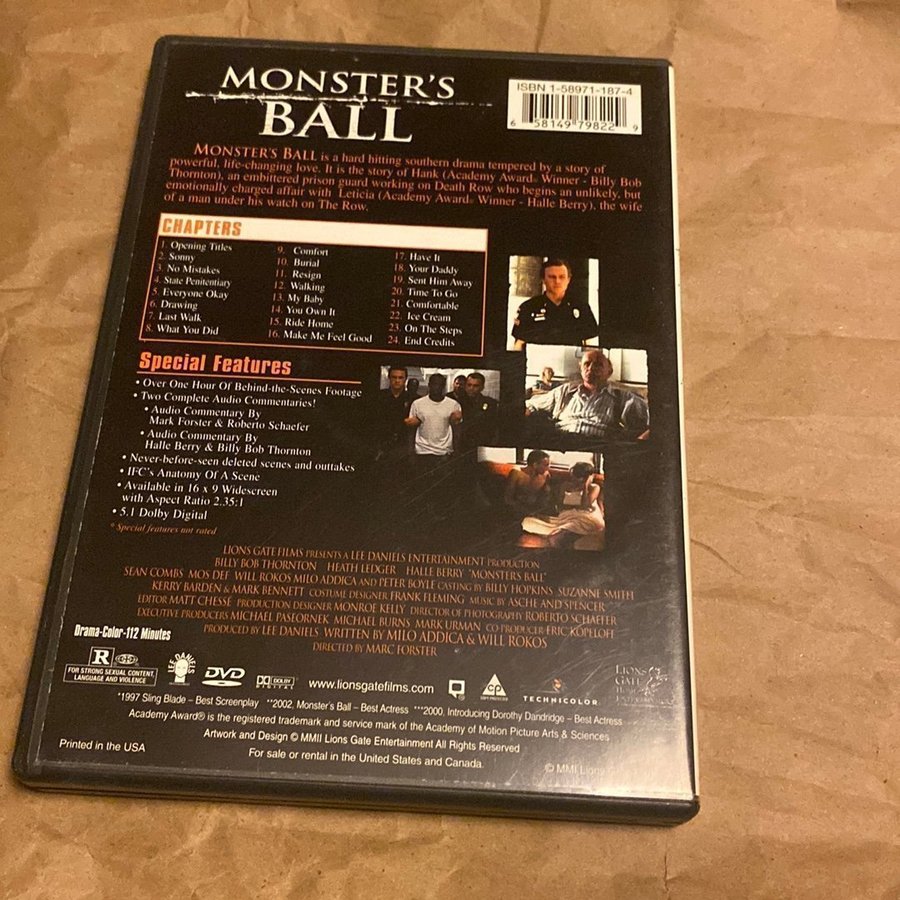 MONSTER'S
BALL
ISBN 1-58971-187-4
6 58149 79822 9
MONSTER'S BALL is a hard hitting southern drama tempered by a story of
powerful, life-changing love. It is the story of Hank (Academy Award® Winner - Billy Bob
Thornton), an embittered prison guard working on Death Row who begins an unlikely, but
emotionally charged affair with Leticia (Academy Award® Winner - Halle Berry), the wife
of a man under his watch on The Row.
CHAPTERS
1. Opening Titles
2. Sonny
3. No Mistakes
4. State Penitentiary
5. Everyone Okay
6. Drawing
7. Last Walk
8. What You Did
9. Comfort
10. Burial
11. Resign
12. Walking
13. My Baby
14. You Own It
15. Ride Home
16. Make Me Feel Good
17. Have It
18. Your Daddy
19. Sent Him Away
20. Time To Go
21. Comfortable
22. Ice Cream
23. On The Steps
24. End Credits
Special Features
• Over One Hour Of Behind-the-Scenes Footage
• Two Complete Audio Commentaries!
• Audio Commentary By
Mark Forster & Roberto Schaefer
• Audio Commentary By
Halle Berry & Billy Bob Thornton
• Never-before-seen deleted scenes and outtakes
• IFC's Anatomy Of A Scene
• Available in 16 x 9 Widescreen
with Aspect Ratio 2.35:1
• 5.1 Dolby Digital
* Special features not rated
LIONS GATE FILMS PRESENTS A LEE DANIELS ENTERTAINMENT PRODUCTION
BILLY BOB THORNTON HEATH LEDGER HALLE BERRY "MONSTER'S BALL"
SEAN COMBS MOS DEF WILL ROKOS MILO ADDICA AND PETER BOYLE CASTING BY BILLY HOPKINS SUZANNE SMITH
KERRY BARDEN & MARK BENNETT COSTUME DESIGNER FRANK FLEMING MUSIC BY ASCHE AND SPENCER
EDITOR MATT CHESSÉ PRODUCTION DESIGNER MONROE KELLY DIRECTOR OF PHOTOGRAPHY ROBERTO SCHAEFER
EXECUTIVE PRODUCERS MICHAEL PASEORNEK MICHAEL BURNS MARK URMAN CO PRODUCER ERIC KOPELOFF
PRODUCED BY LEE DANIELS WRITTEN BY MILO ADDICA & WILL ROKOS
DIRECTED BY MARC FORSTER
Drama-Color-112 Minutes
R
FOR STRONG SEXUAL CONTENT,
LANGUAGE AND VIOLENCE
LEE DANIELS
DVD
DOLBY
DIGITAL
www.lionsgatefilms.com
CP
TECHNICOLOR
LIONS
GATE
HOME
ENTERTAINMENT
*1997 Sling Blade – Best Screenplay **2002, Monster's Ball – Best Actress ***2000, Introducing Dorothy Dandridge – Best Actress
Academy Award® is the registered trademark and service mark of the Academy of Motion Picture Arts & Sciences
Artwork and Design © MMII Lions Gate Entertainment All Rights Reserved
For sale or rental in the United States and Canada.
Printed in the USA
© MMI Lions